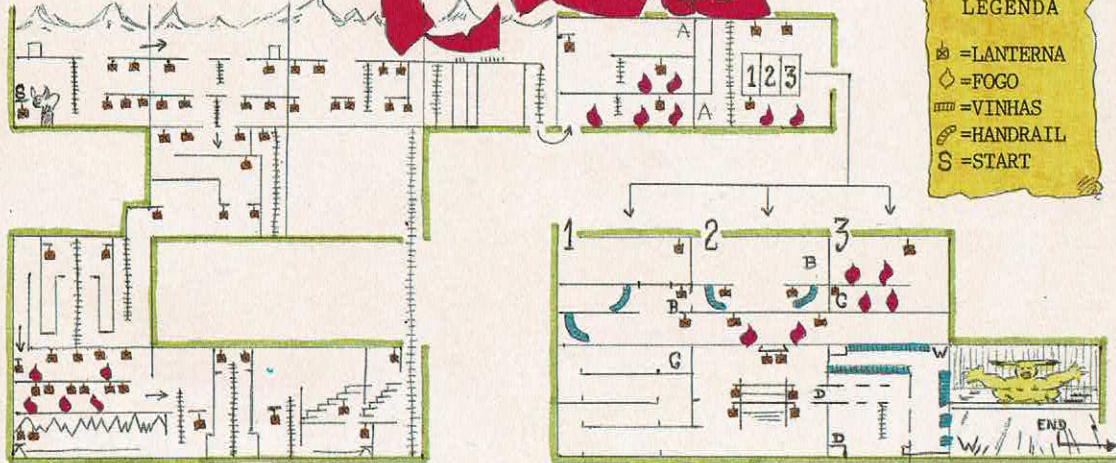 LEGENDA
=LANTERNA
=FOGO
=VINHAS
=HANDRAIL
S =START
A
1 2 3
S
A
1
2
3
B
B
C
G
W
D
D
W
END